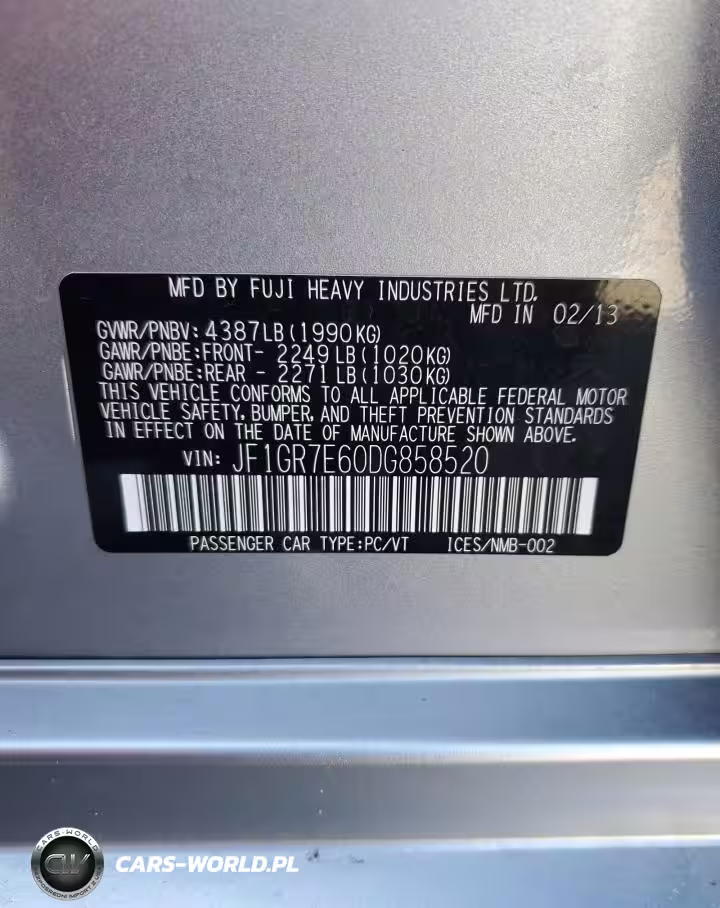 MFD BY FUJI HEAVY INDUSTRIES LTD.
MFD IN 02/13
GVWR/PNBV: 4387LB(1990KG)
GAWR/PNBE:FRONT- 2249LB(1020KG)
GAWR/PNBE:REAR - 2271LB(1030KG)
THIS VEHICLE CONFORMS TO ALL APPLICABLE FEDERAL MOTOR
VEHICLE SAFETY, BUMPER, AND THEFT PREVENTION STANDARDS
IN EFFECT ON THE DATE OF MANUFACTURE SHOWN ABOVE.
VIN: JF1GR7E60DG858520
PASSENGER CAR TYPE:PC/VT ICES/NMB-002
CARS-WORLD
CW
CARS-WORLD.PL